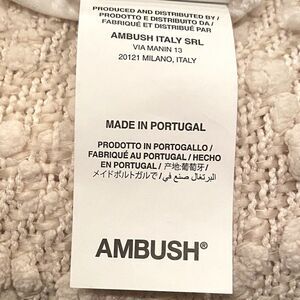 PRODUCED AND DISTRIBUTED BY /
PRODOTTO E DISTRIBUITO DA /
FABRIQUÉ ET DISTRIBUÉ PAR
AMBUSH ITALY SRL
VIA MANIN 13
20121 MILANO, ITALY
MADE IN PORTUGAL
PRODOTTO IN PORTOGALLO /
FABRIQUÉ AU PORTUGAL / HECHO
EN PORTUGAL / 产地:葡萄牙 /
メイドポルトガルで / البرتغال صنع في
AMBUSH®